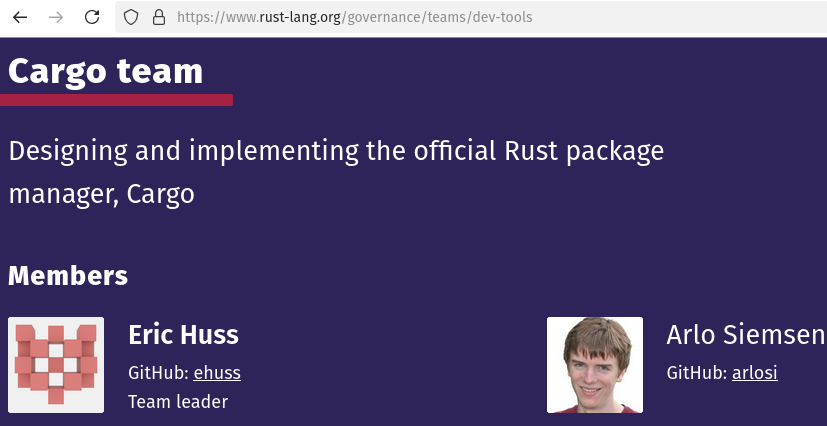 https://www.rust-lang.org/governance/teams/dev-tools
Cargo team
Designing and implementing the official Rust package
manager, Cargo
Members
Eric Huss
GitHub: ehuss
Team leader
Arlo Siemsen
GitHub: arlosi